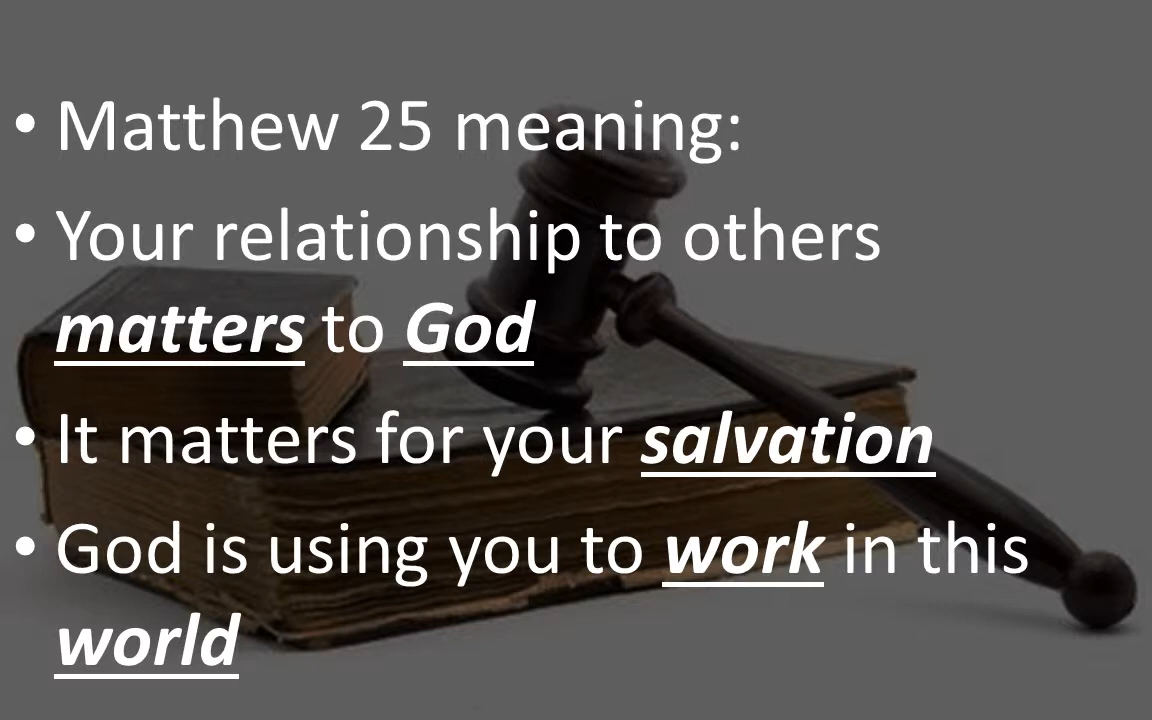 • Matthew 25 meaning:
• Your relationship to others
matters to God
• It matters for your salvation
• God is using you to work in this
world